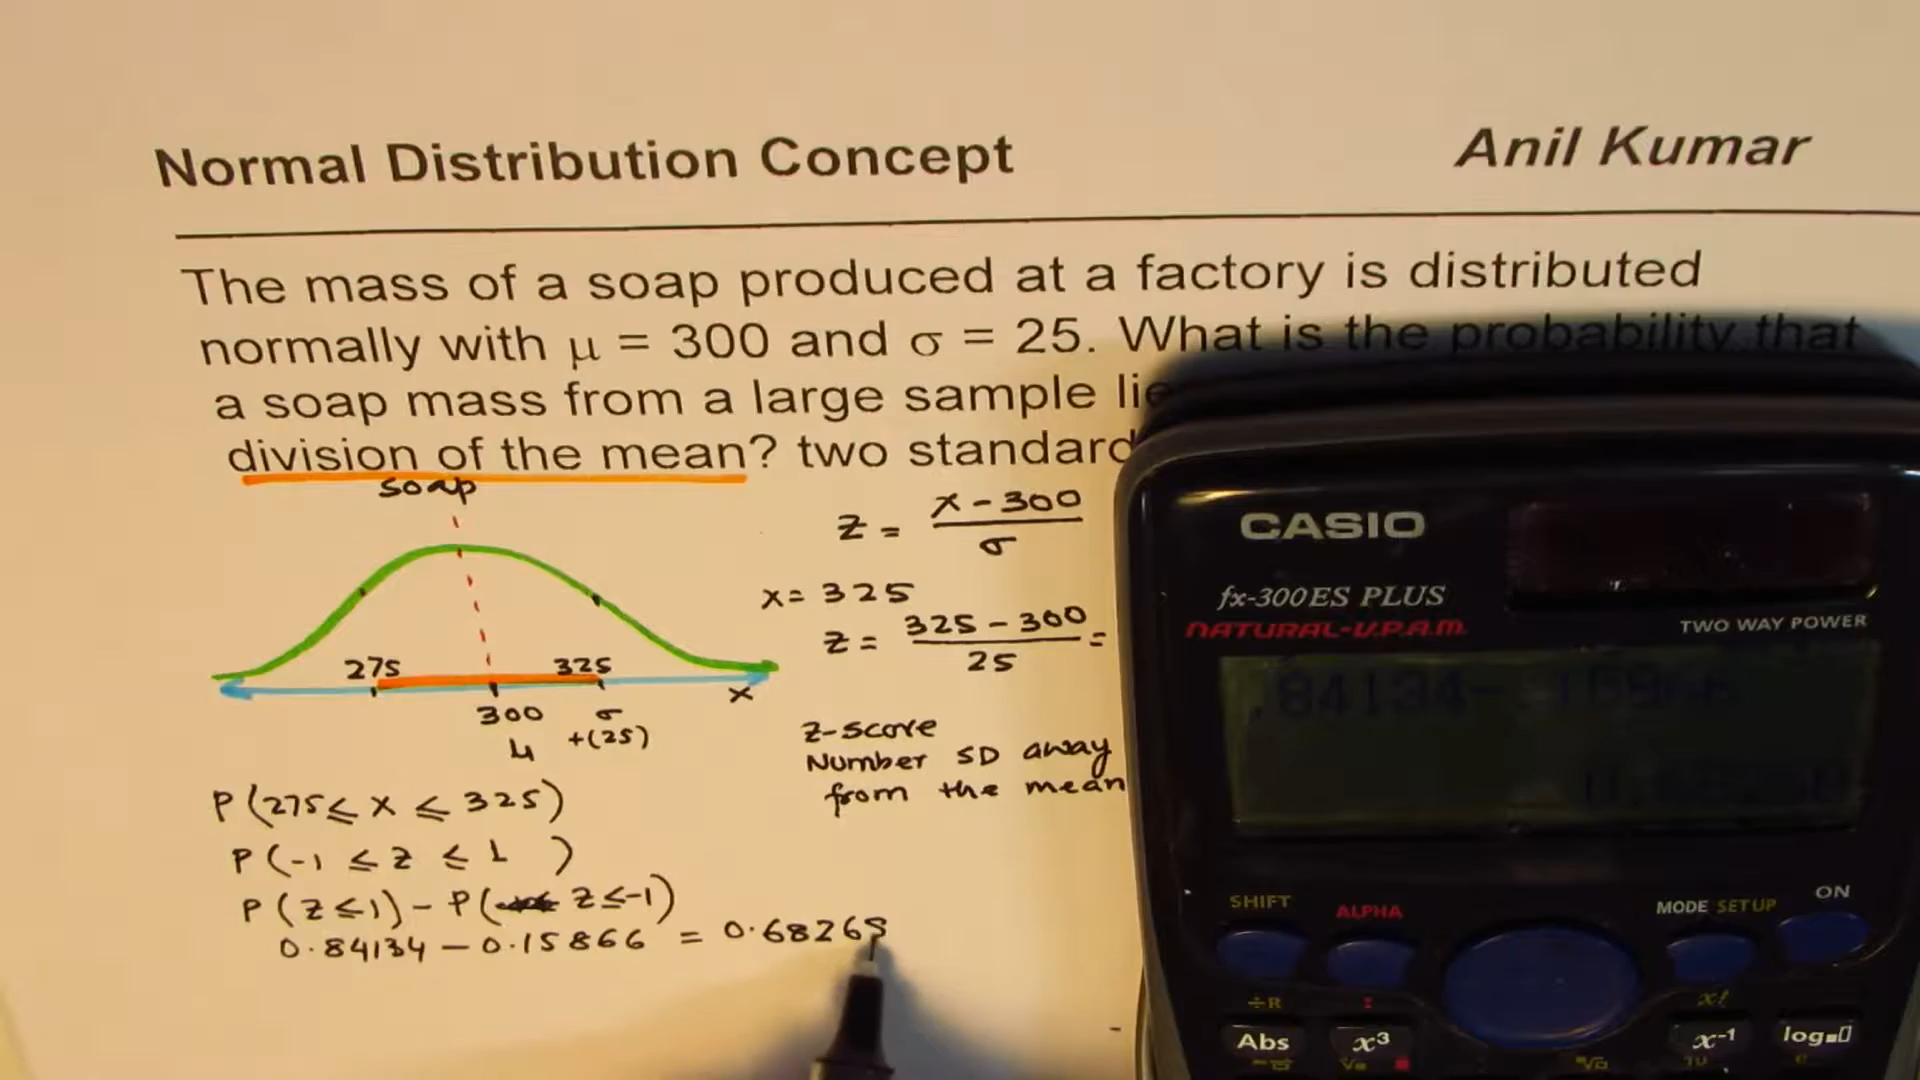 Normal Distribution Concept
Anil Kumar
The mass of a soap produced at a factory is distributed
normally with μ = 300 and σ = 25. What is the probability that
a soap mass from a large sample
division of the mean? two standard
soap
275 325
300 σ x
μ +(25)
z = x - 300 / σ
x = 325
z = 325 - 300 / 25 =
z-score
Number SD away
from the mean
P(275 ≤ x ≤ 325)
P(-1 ≤ z ≤ 1 )
P(z ≤ 1) - P( z ≤ -1)
0.84134 - 0.15866 = 0.68268
CASIO
fx-300ES PLUS
NATURAL-V.P.A.M.
TWO WAY POWER
.84134-
SHIFT ALPHA MODE SETUP ON
÷R x!
Abs x³ x⁻¹ log